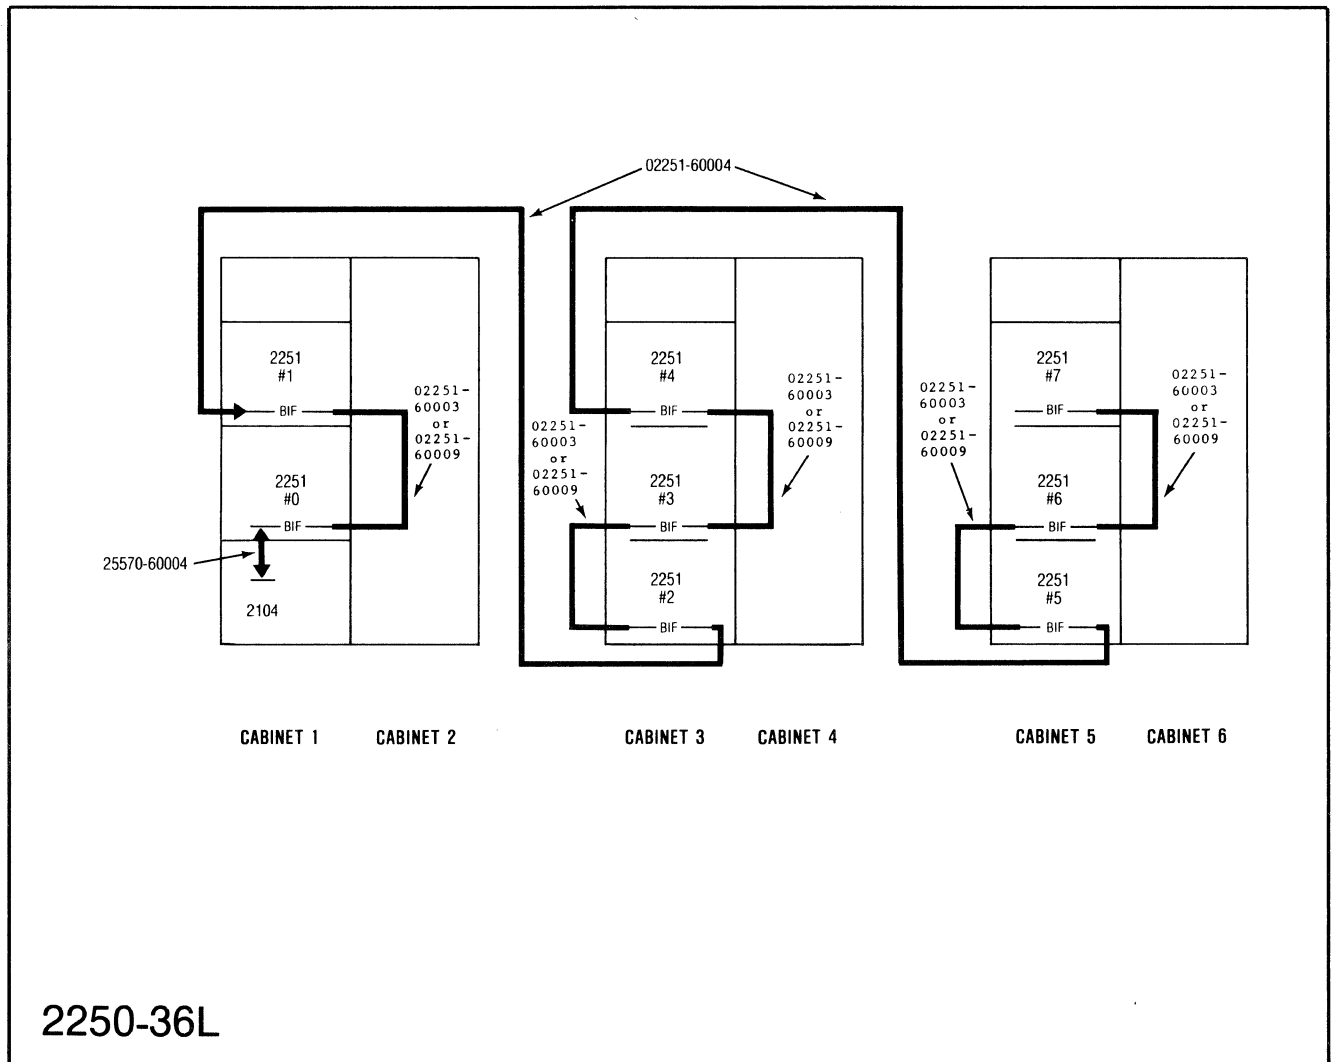 02251-60004
2251
#1
BIF
02251-
60003
or
02251-
60009
2251
#0
BIF
25570-60004
2104
2251
#4
BIF
02251-
60003
or
02251-
60009
02251-
60003
or
02251-
60009
2251
#3
BIF
2251
#2
BIF
2251
#7
BIF
02251-
60003
or
02251-
60009
02251-
60003
or
02251-
60009
2251
#6
BIF
2251
#5
BIF
CABINET 1
CABINET 2
CABINET 3
CABINET 4
CABINET 5
CABINET 6
2250-36L